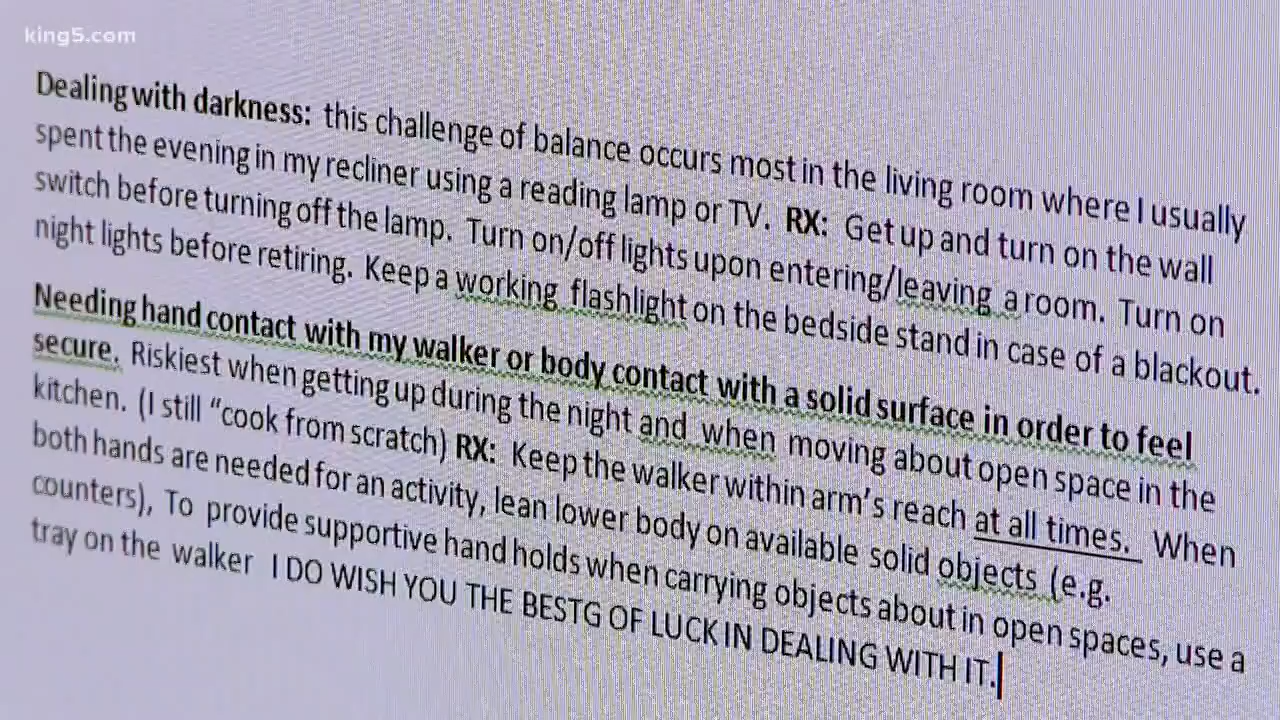 king5.com
Dealing with darkness: this challenge of balance occurs most in the living room where I usually
spent the evening in my recliner using a reading lamp or TV. RX: Get up and turn on the wall
switch before turning off the lamp. Turn on/off lights upon entering/leaving a room. Turn on
night lights before retiring. Keep a working flashlight on the bedside stand in case of a blackout.
Needing hand contact with my walker or body contact with a solid surface in order to feel
secure. Riskiest when getting up during the night and when moving about open space in the
kitchen. (I still “cook from scratch) RX: Keep the walker within arm’s reach at all times. When
both hands are needed for an activity, lean lower body on available solid objects (e.g.
counters), To provide supportive hand holds when carrying objects about in open spaces, use a
tray on the walker I DO WISH YOU THE BESTG OF LUCK IN DEALING WITH IT.